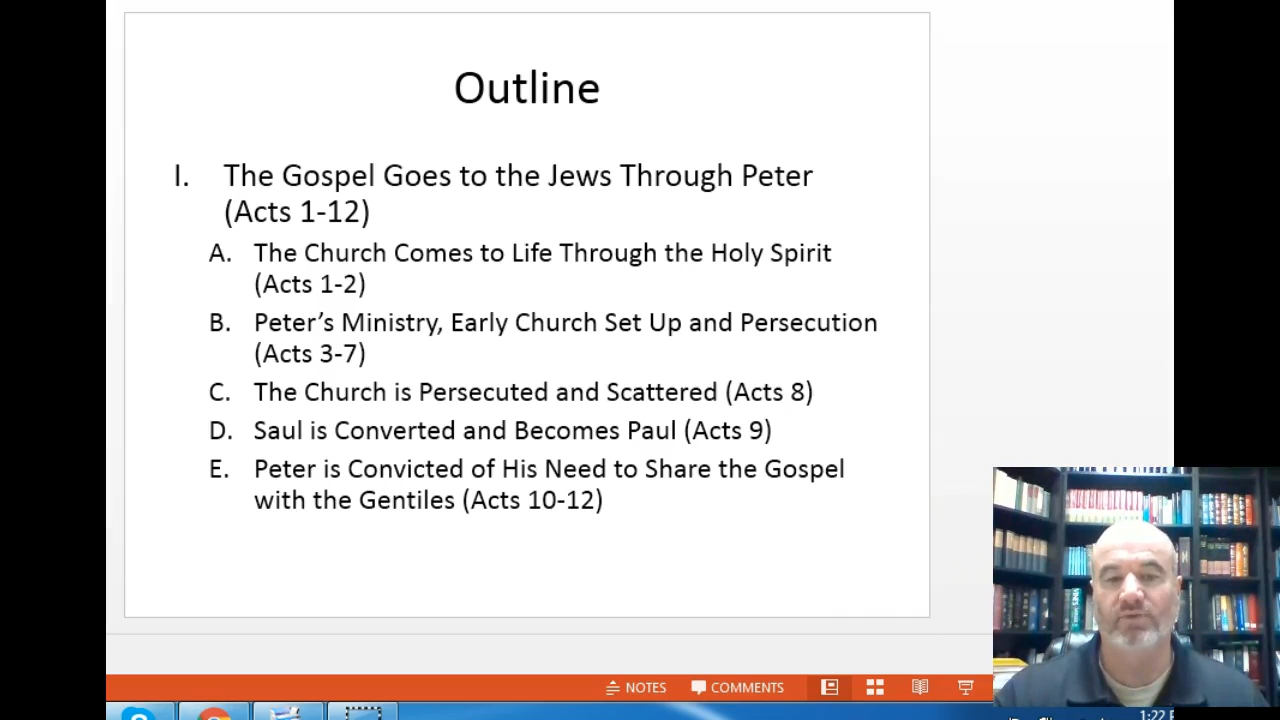 Outline
I. The Gospel Goes to the Jews Through Peter
(Acts 1-12)
A. The Church Comes to Life Through the Holy Spirit
(Acts 1-2)
B. Peter’s Ministry, Early Church Set Up and Persecution
(Acts 3-7)
C. The Church is Persecuted and Scattered (Acts 8)
D. Saul is Converted and Becomes Paul (Acts 9)
E. Peter is Convicted of His Need to Share the Gospel
with the Gentiles (Acts 10-12)
NOTES COMMENTS
1:22